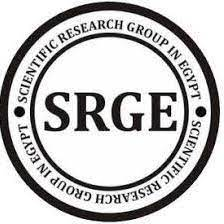 SCIENTIFIC RESEARCH GROUP IN EGYPT
SRGE
SCIENTIFIC RESEARCH GROUP IN EGYPT